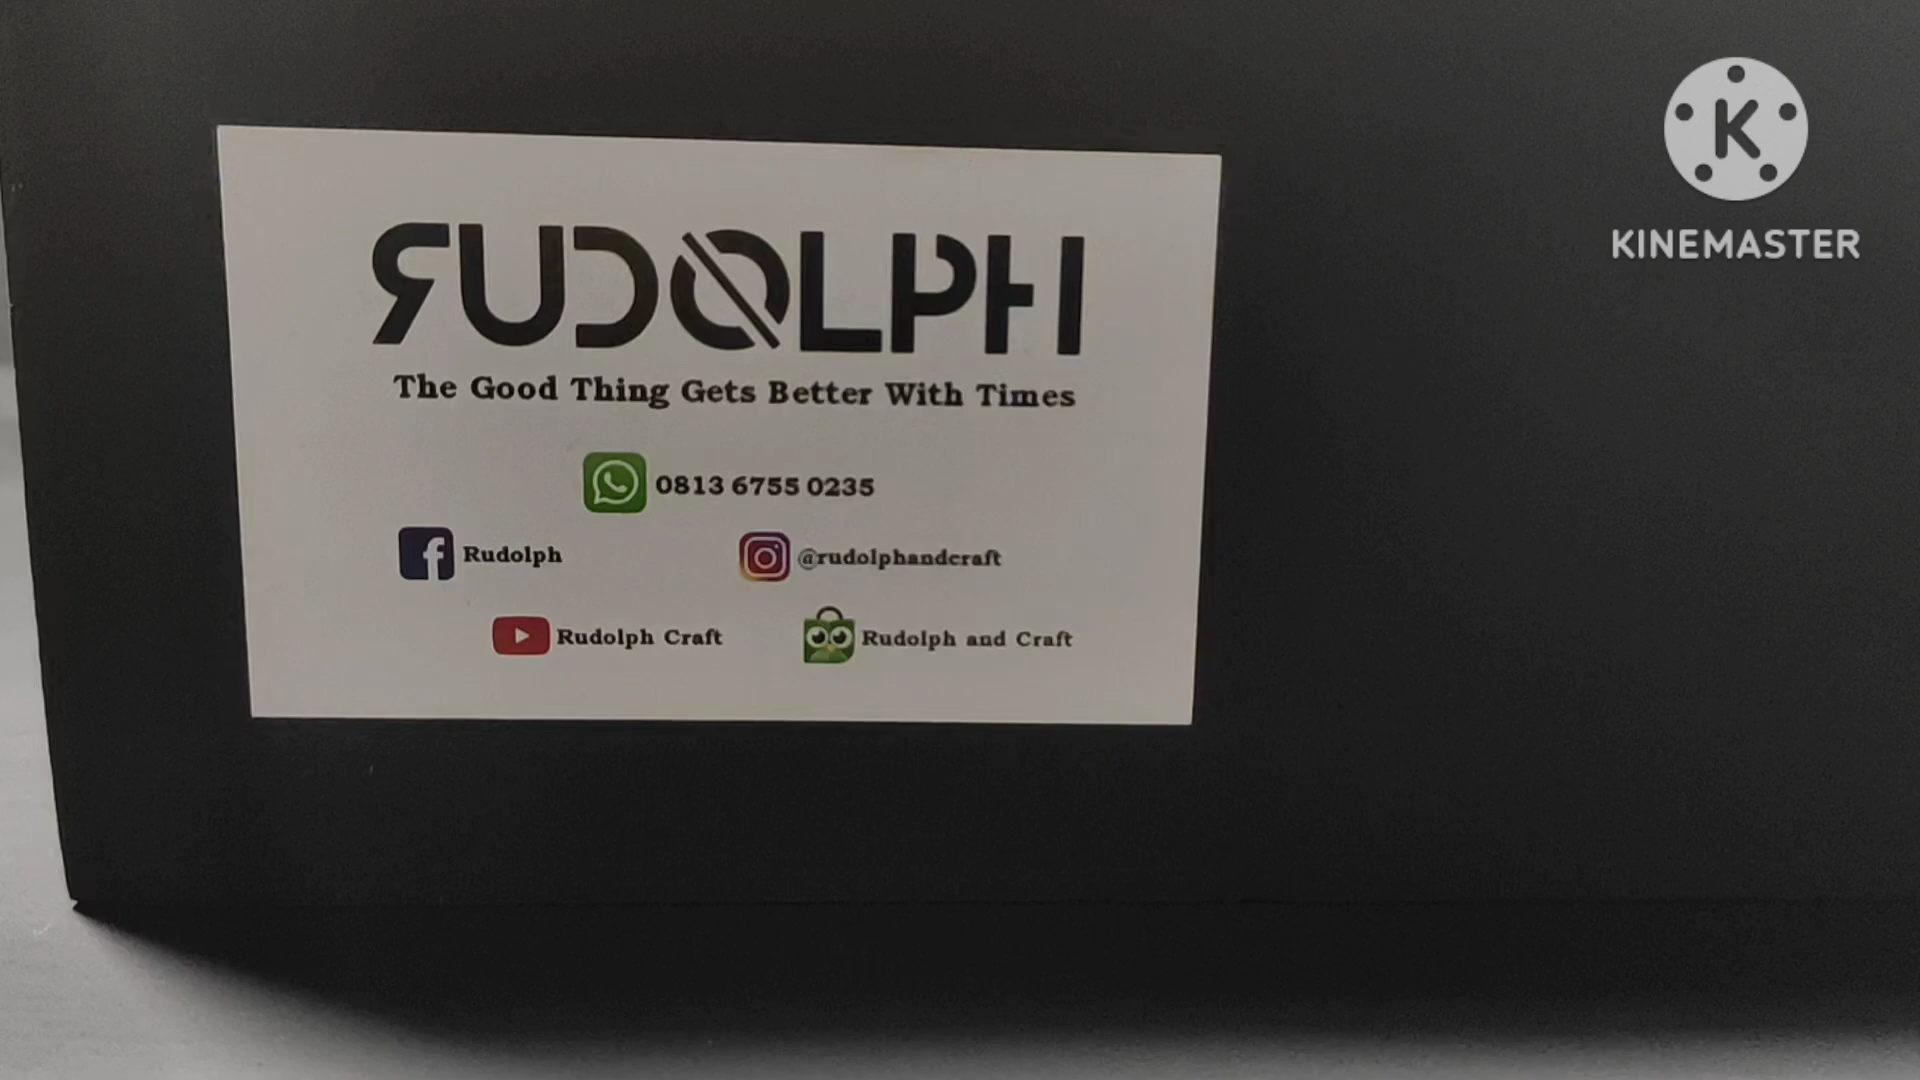 RUDOLPH
The Good Thing Gets Better With Times
0813 6755 0235
Rudolph
@rudolphandcraft
Rudolph Craft
Rudolph and Craft
K
KINEMASTER